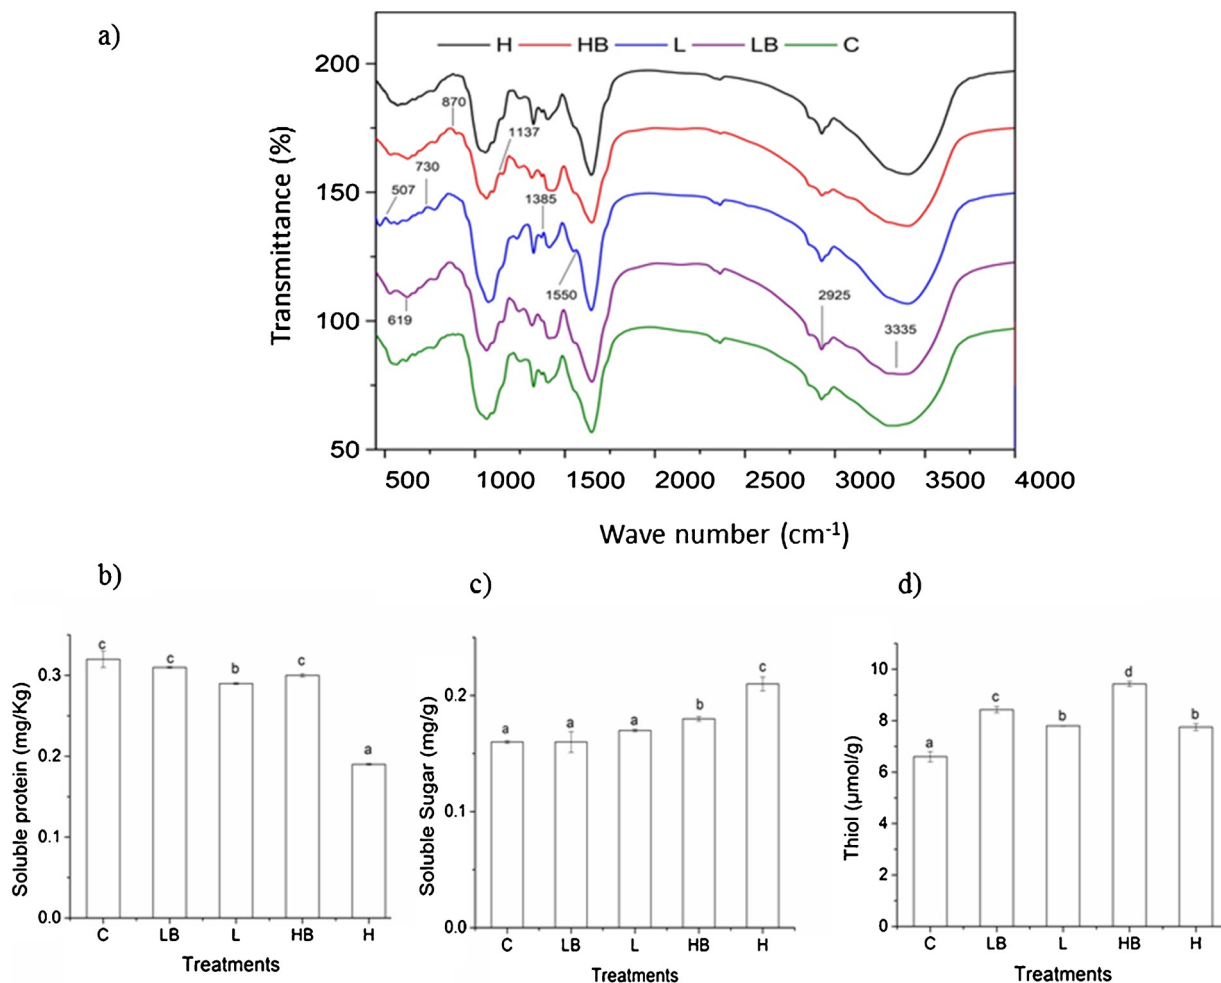 a)
H HB L LB C
200
150
100
50
Transmittance (%)
870
1137
730
507
1385
1550
619
2925
3335
500 1000 1500 2000 2500 3000 3500 4000
Wave number (cm-1)
b)
c c b c a
0.3
0.2
0.1
0.0
Soluble protein (mg/Kg)
C LB L HB H
Treatments
c)
a a a b c
0.2
0.1
0.0
Soluble Sugar (mg/g)
C LB L HB H
Treatments
d)
a c b d b
10
8
6
4
2
0
Thiol (µmol/g)
C LB L HB H
Treatments